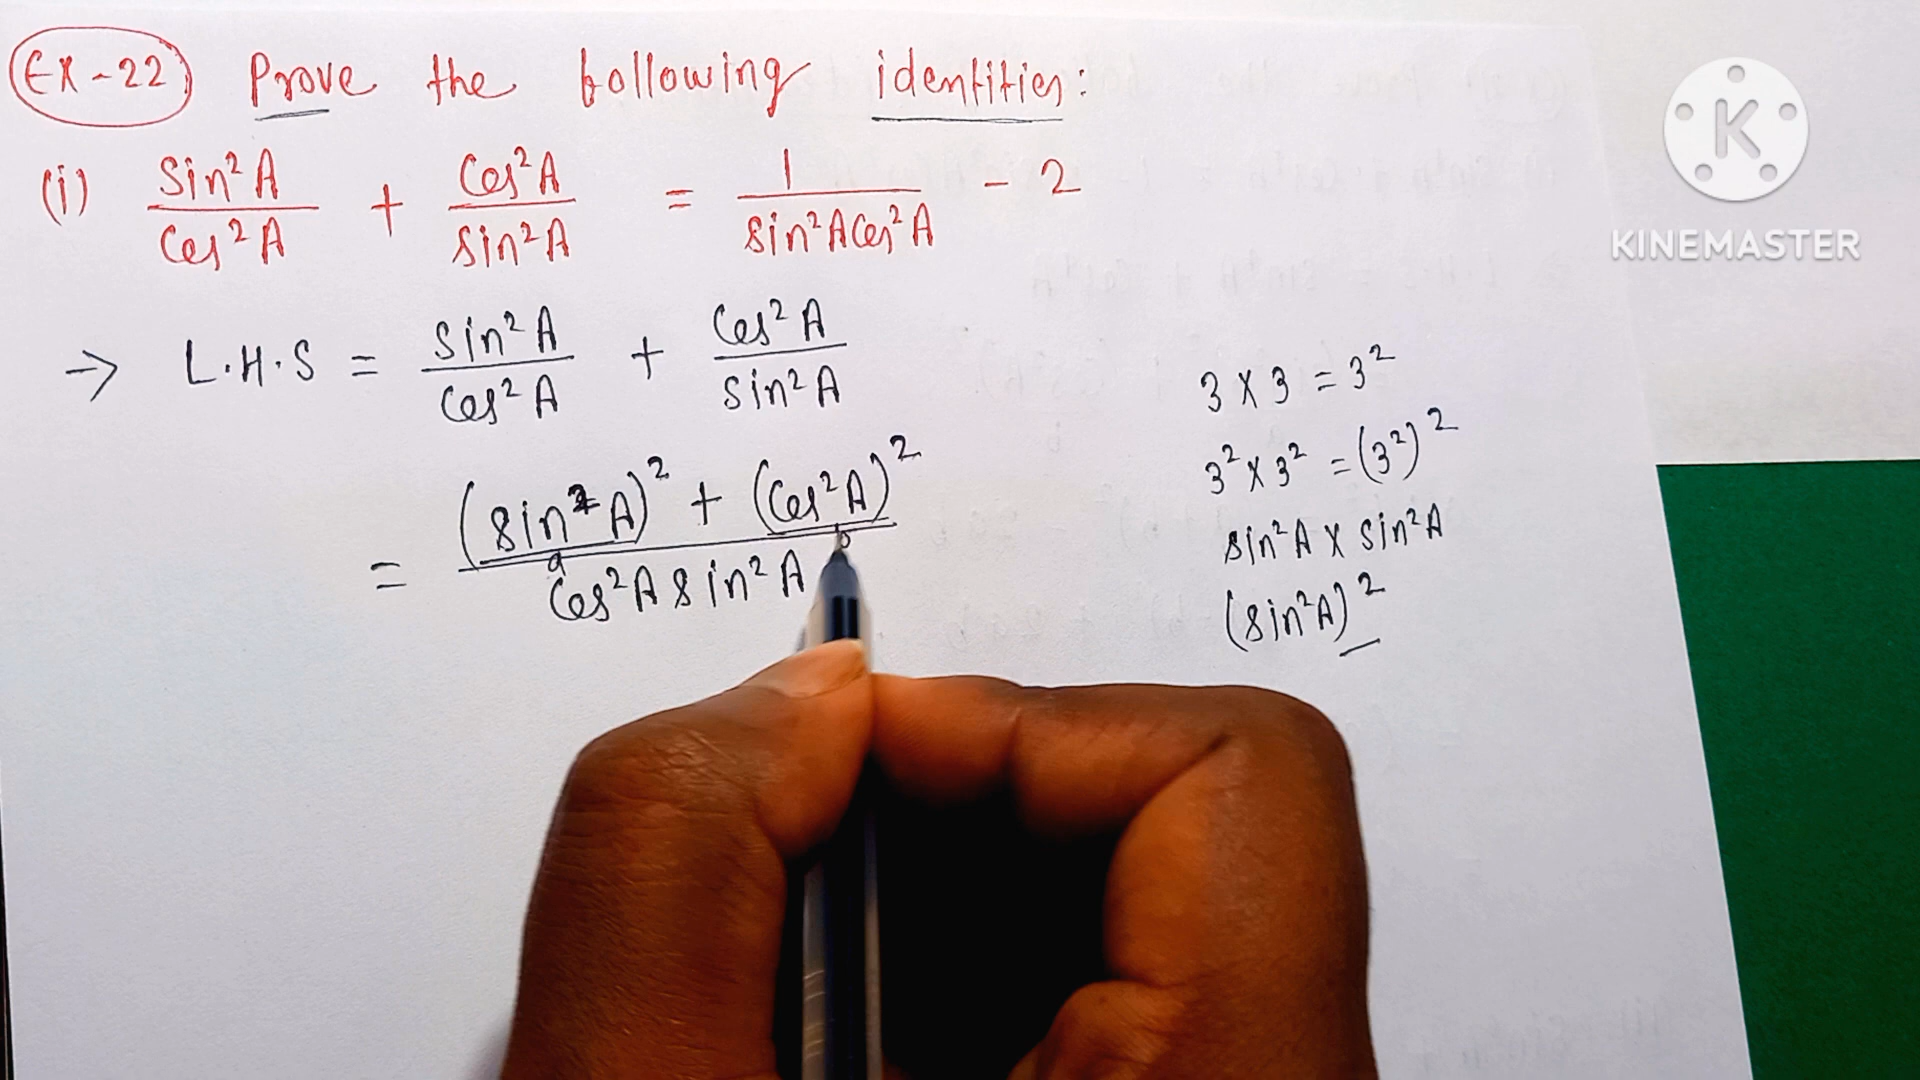 Ex-22 Prove the following identities:
(i) Sin²A/Cos²A + Cos²A/sin²A = 1/sin²ACos²A - 2
→ L.H.S = sin²A/Cos²A + Cos²A/sin²A
= (sin²A)² + (Cos²A)² / Cos²A sin²A
a b
3 × 3 = 3²
3² × 3² = (3²)²
sin²A × sin²A
(sin²A)²
K
KINEMASTER